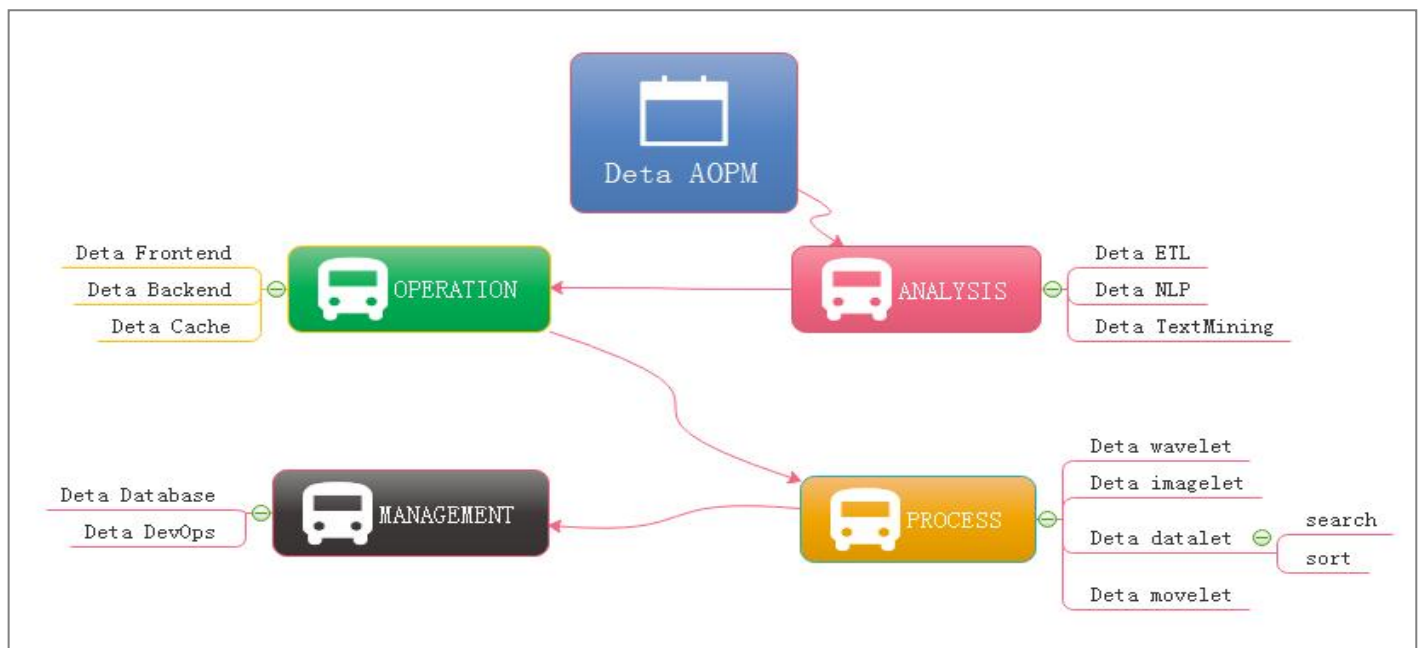 Deta AOPM
Deta Frontend
Deta Backend
Deta Cache
OPERATION
ANALYSIS
Deta ETL
Deta NLP
Deta TextMining
Deta Database
Deta DevOps
MANAGEMENT
PROCESS
Deta wavelet
Deta imagelet
Deta datalet
search
sort
Deta movelet